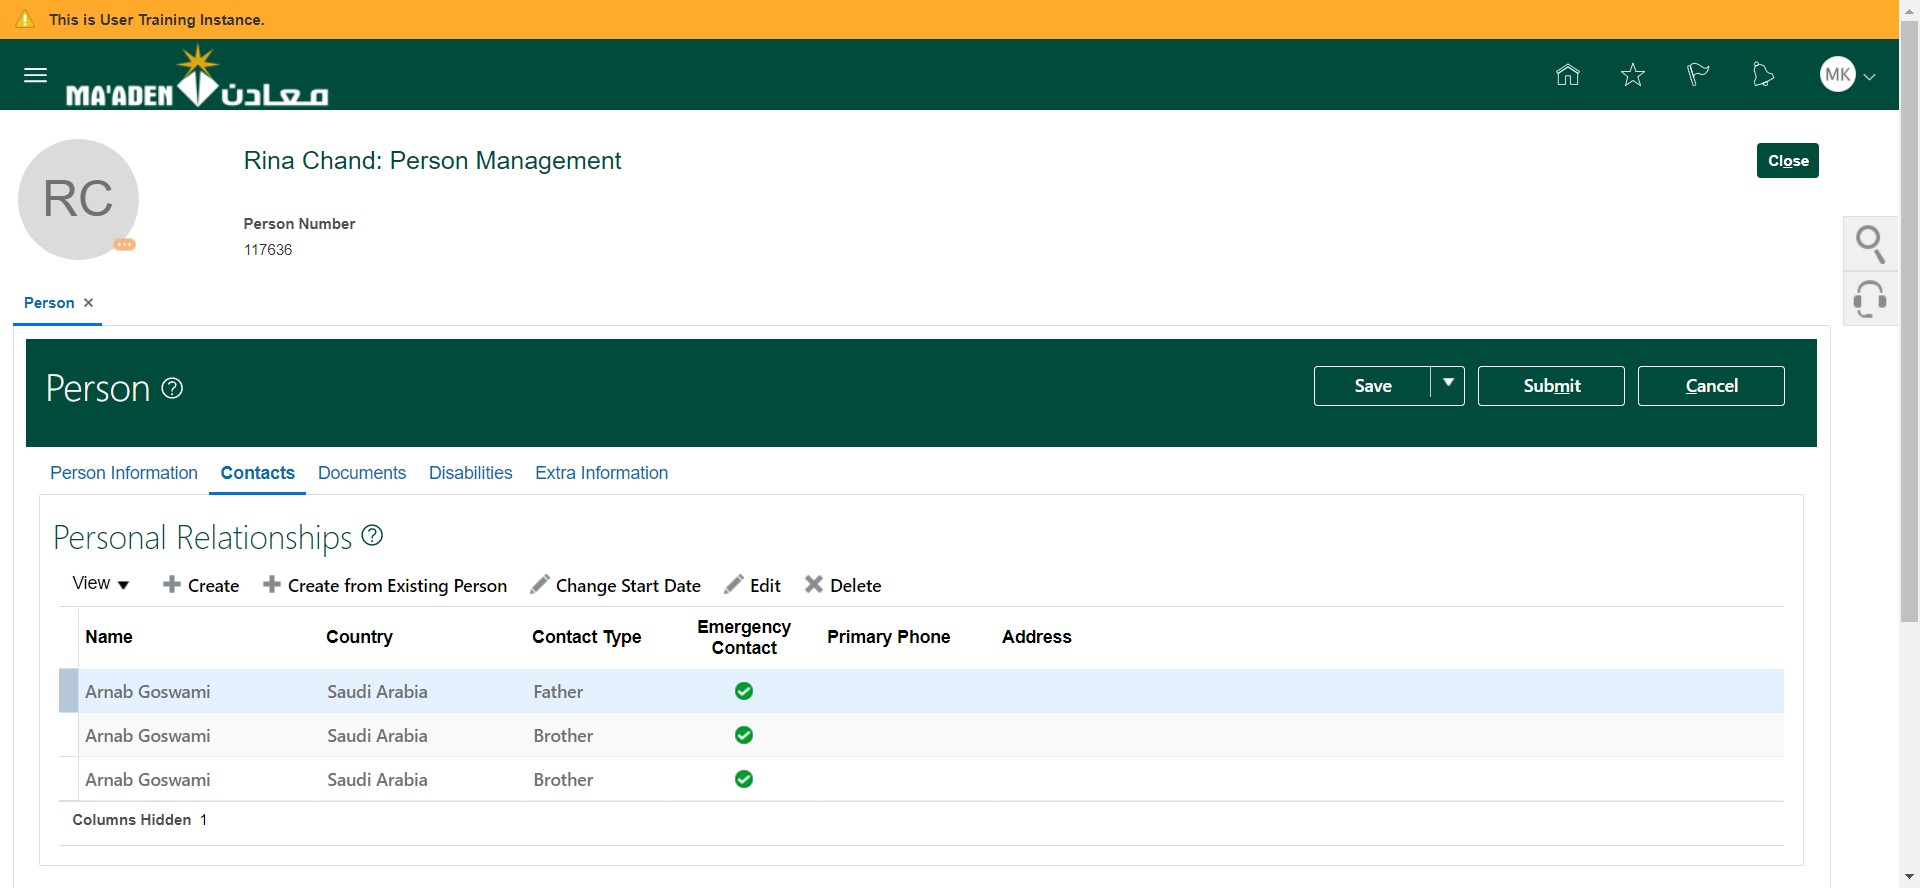 This is User Training Instance.
MA'ADEN معادن
MK
RC
Rina Chand: Person Management
Close
Person Number
117636
Person
Person
Save
Submit
Cancel
Person Information Contacts Documents Disabilities Extra Information
Personal Relationships
View Create Create from Existing Person Change Start Date Edit Delete
Name Country Contact Type Emergency Contact Primary Phone Address
Arnab Goswami Saudi Arabia Father
Arnab Goswami Saudi Arabia Brother
Arnab Goswami Saudi Arabia Brother
Columns Hidden 1